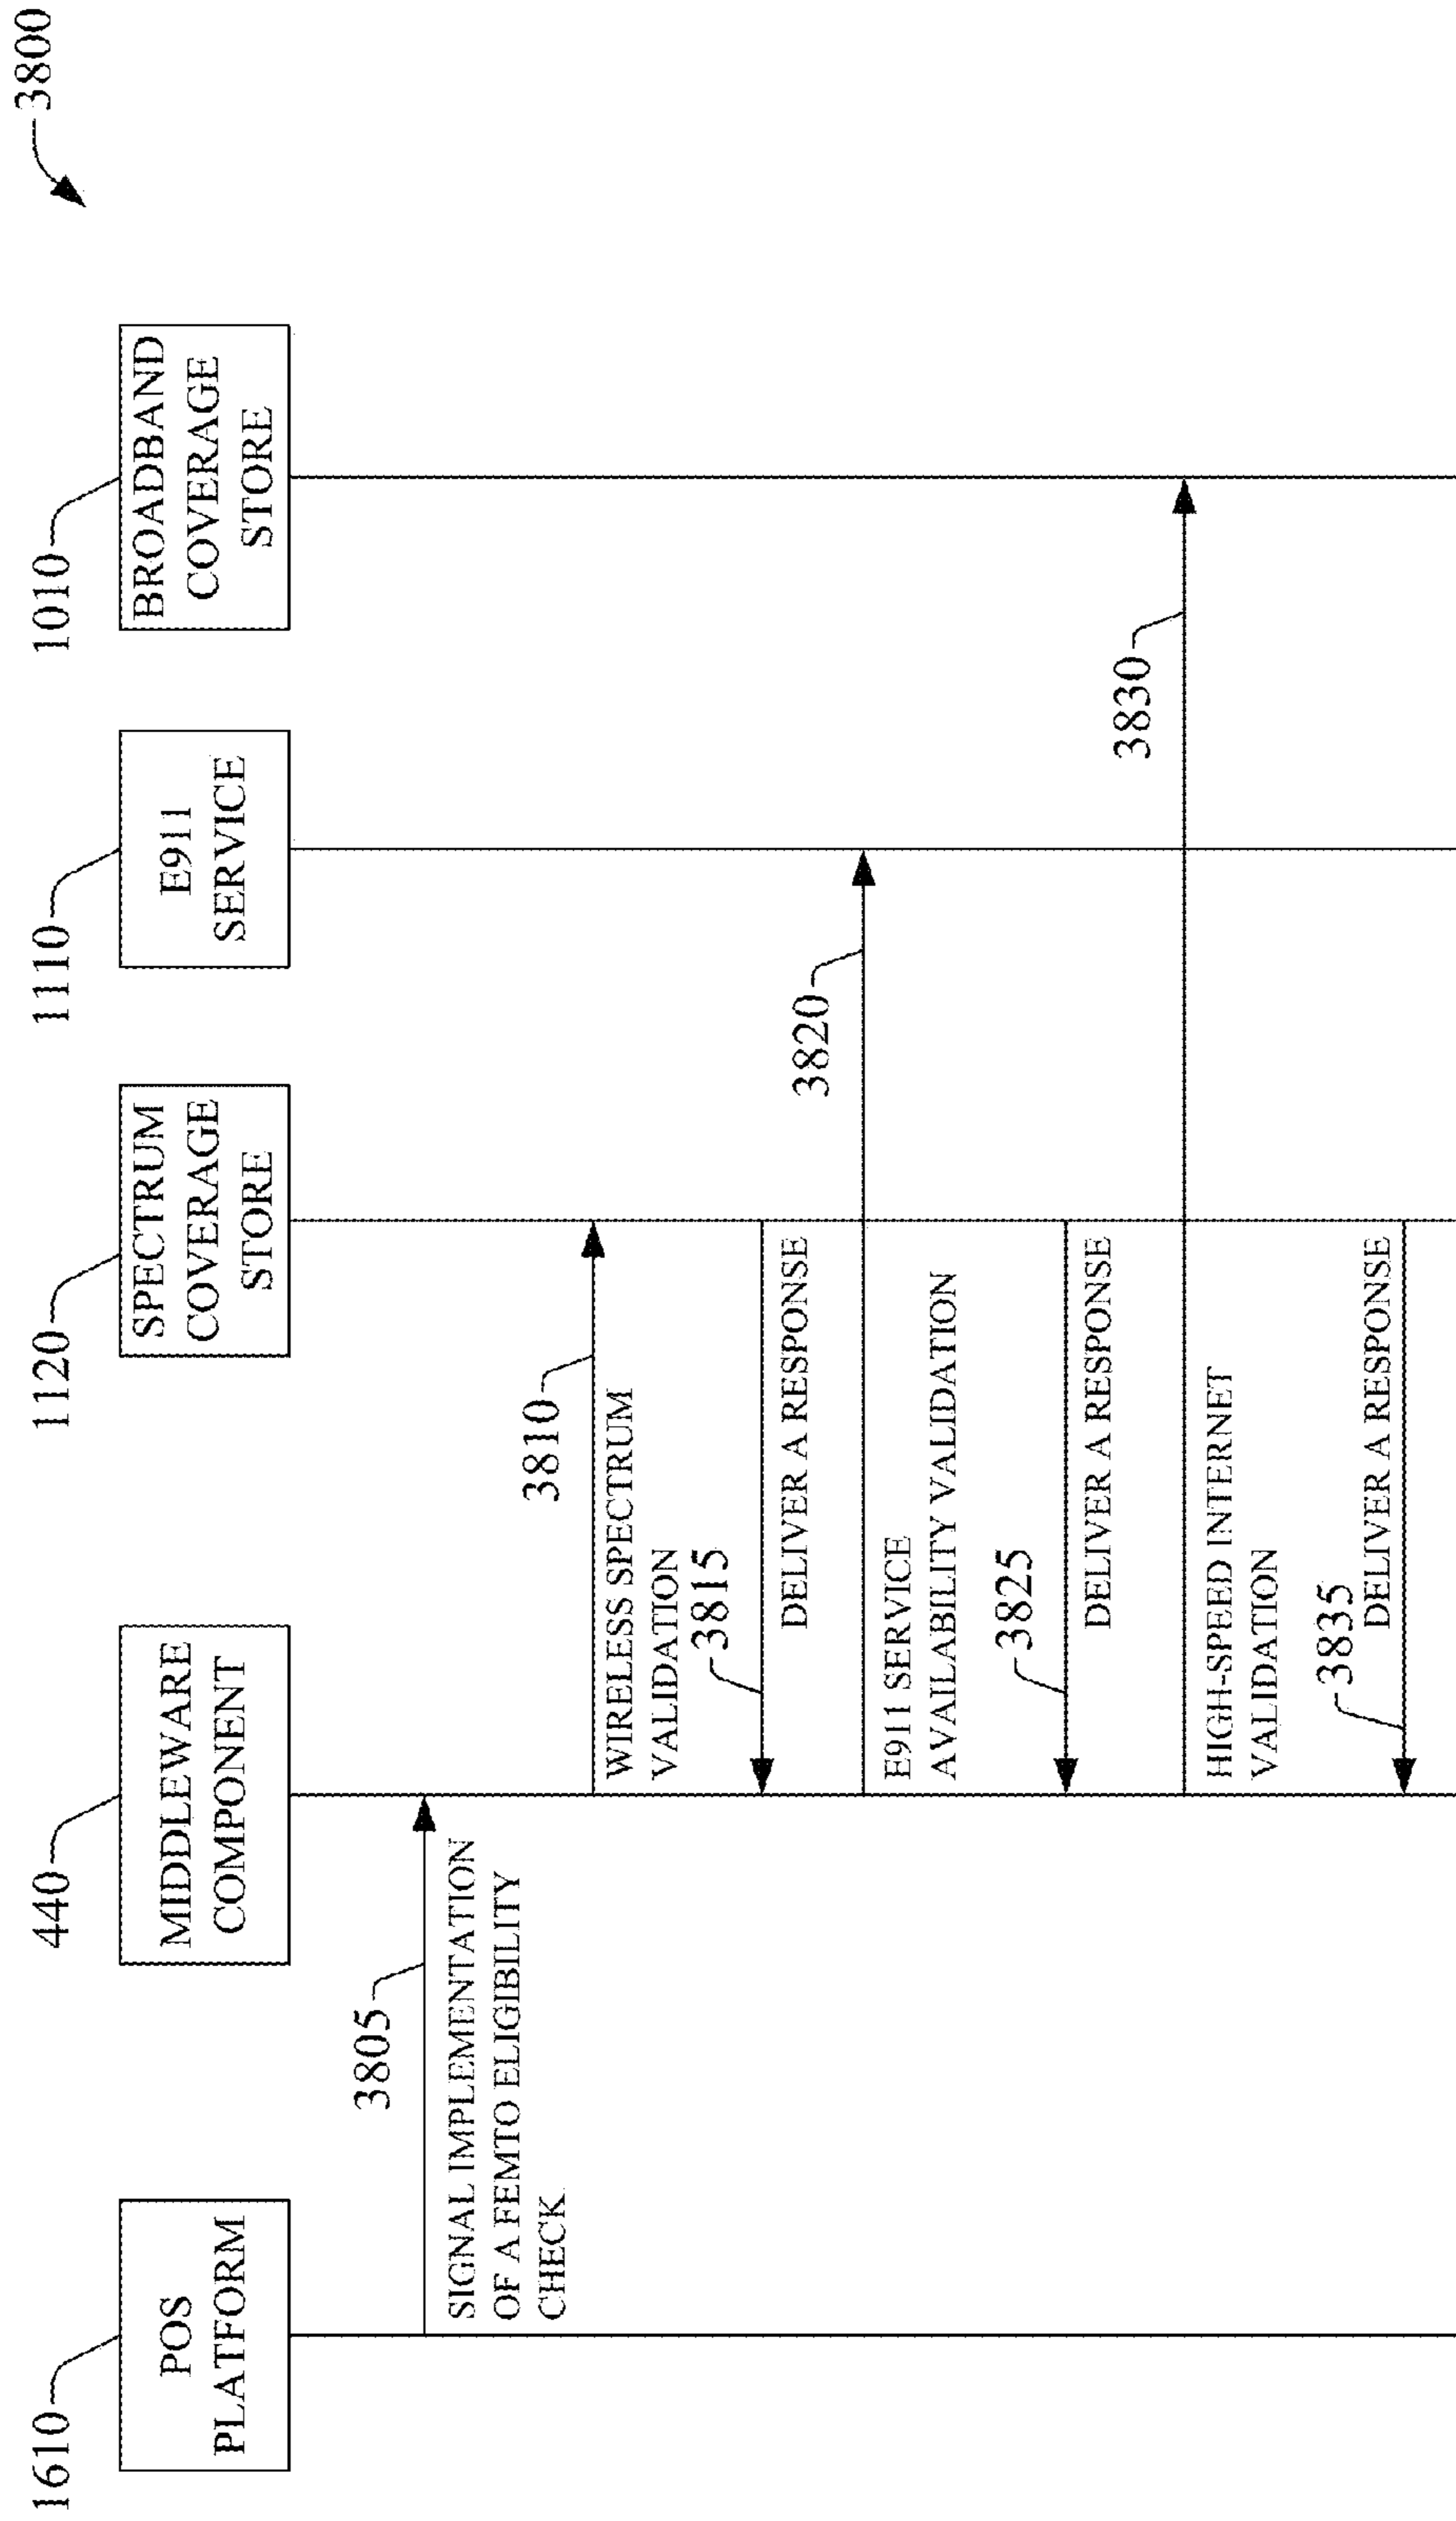 3800
1610
440
1120
1110
1010
POS
PLATFORM
MIDDLEWARE
COMPONENT
SPECTRUM
COVERAGE
STORE
E911
SERVICE
BROADBAND
COVERAGE
STORE
3805
SIGNAL IMPLEMENTATION
OF A FEMTO ELIGIBILITY
CHECK
3810
WIRELESS SPECTRUM
VALIDATION
3815
DELIVER A RESPONSE
3820
E911 SERVICE
AVAILABILITY VALIDATION
3825
DELIVER A RESPONSE
3830
HIGH-SPEED INTERNET
VALIDATION
3835
DELIVER A RESPONSE